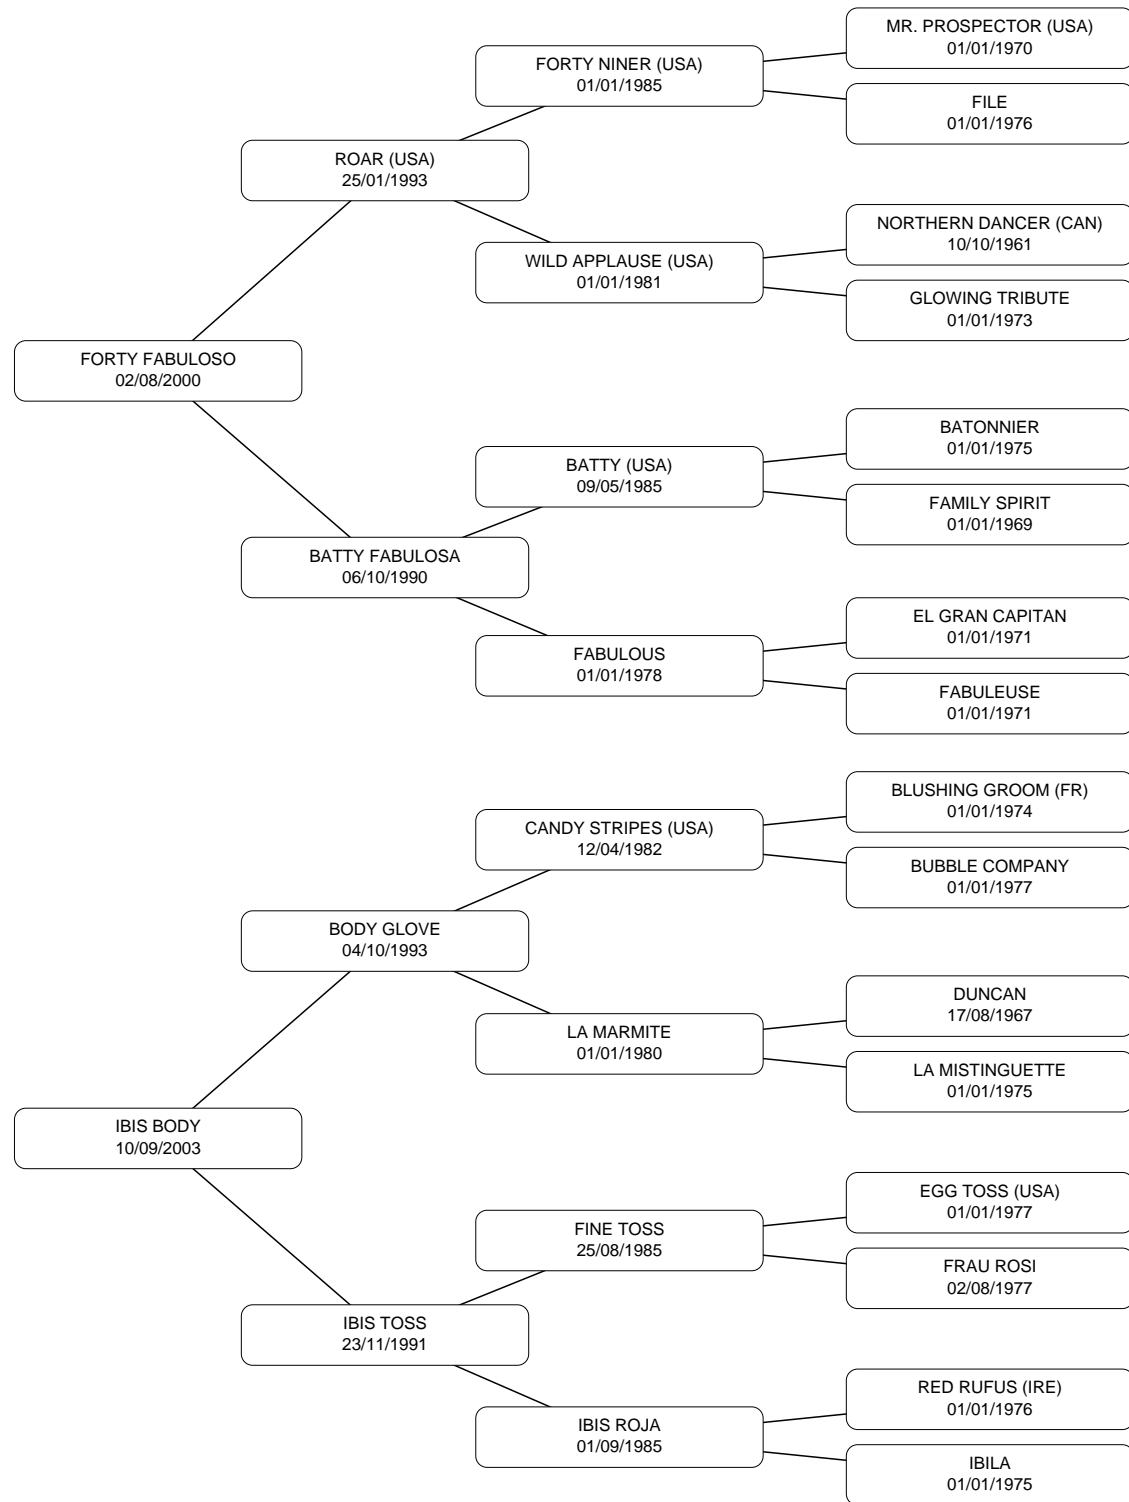 MR. PROSPECTOR (USA)
01/01/1970
FORTY NINER (USA)
01/01/1985
FILE
01/01/1976
ROAR (USA)
25/01/1993
NORTHERN DANCER (CAN)
10/10/1961
WILD APPLAUSE (USA)
01/01/1981
GLOWING TRIBUTE
01/01/1973
FORTY FABULOSO
02/08/2000
BATONNIER
01/01/1975
BATTY (USA)
09/05/1985
FAMILY SPIRIT
01/01/1969
BATTY FABULOSA
06/10/1990
EL GRAN CAPITAN
01/01/1971
FABULOUS
01/01/1978
FABULEUSE
01/01/1971
BLUSHING GROOM (FR)
01/01/1974
CANDY STRIPES (USA)
12/04/1982
BUBBLE COMPANY
01/01/1977
BODY GLOVE
04/10/1993
DUNCAN
17/08/1967
LA MARMITE
01/01/1980
LA MISTINGUETTE
01/01/1975
IBIS BODY
10/09/2003
EGG TOSS (USA)
01/01/1977
FINE TOSS
25/08/1985
FRAU ROSI
02/08/1977
IBIS TOSS
23/11/1991
RED RUFUS (IRE)
01/01/1976
IBIS ROJA
01/09/1985
IBILA
01/01/1975